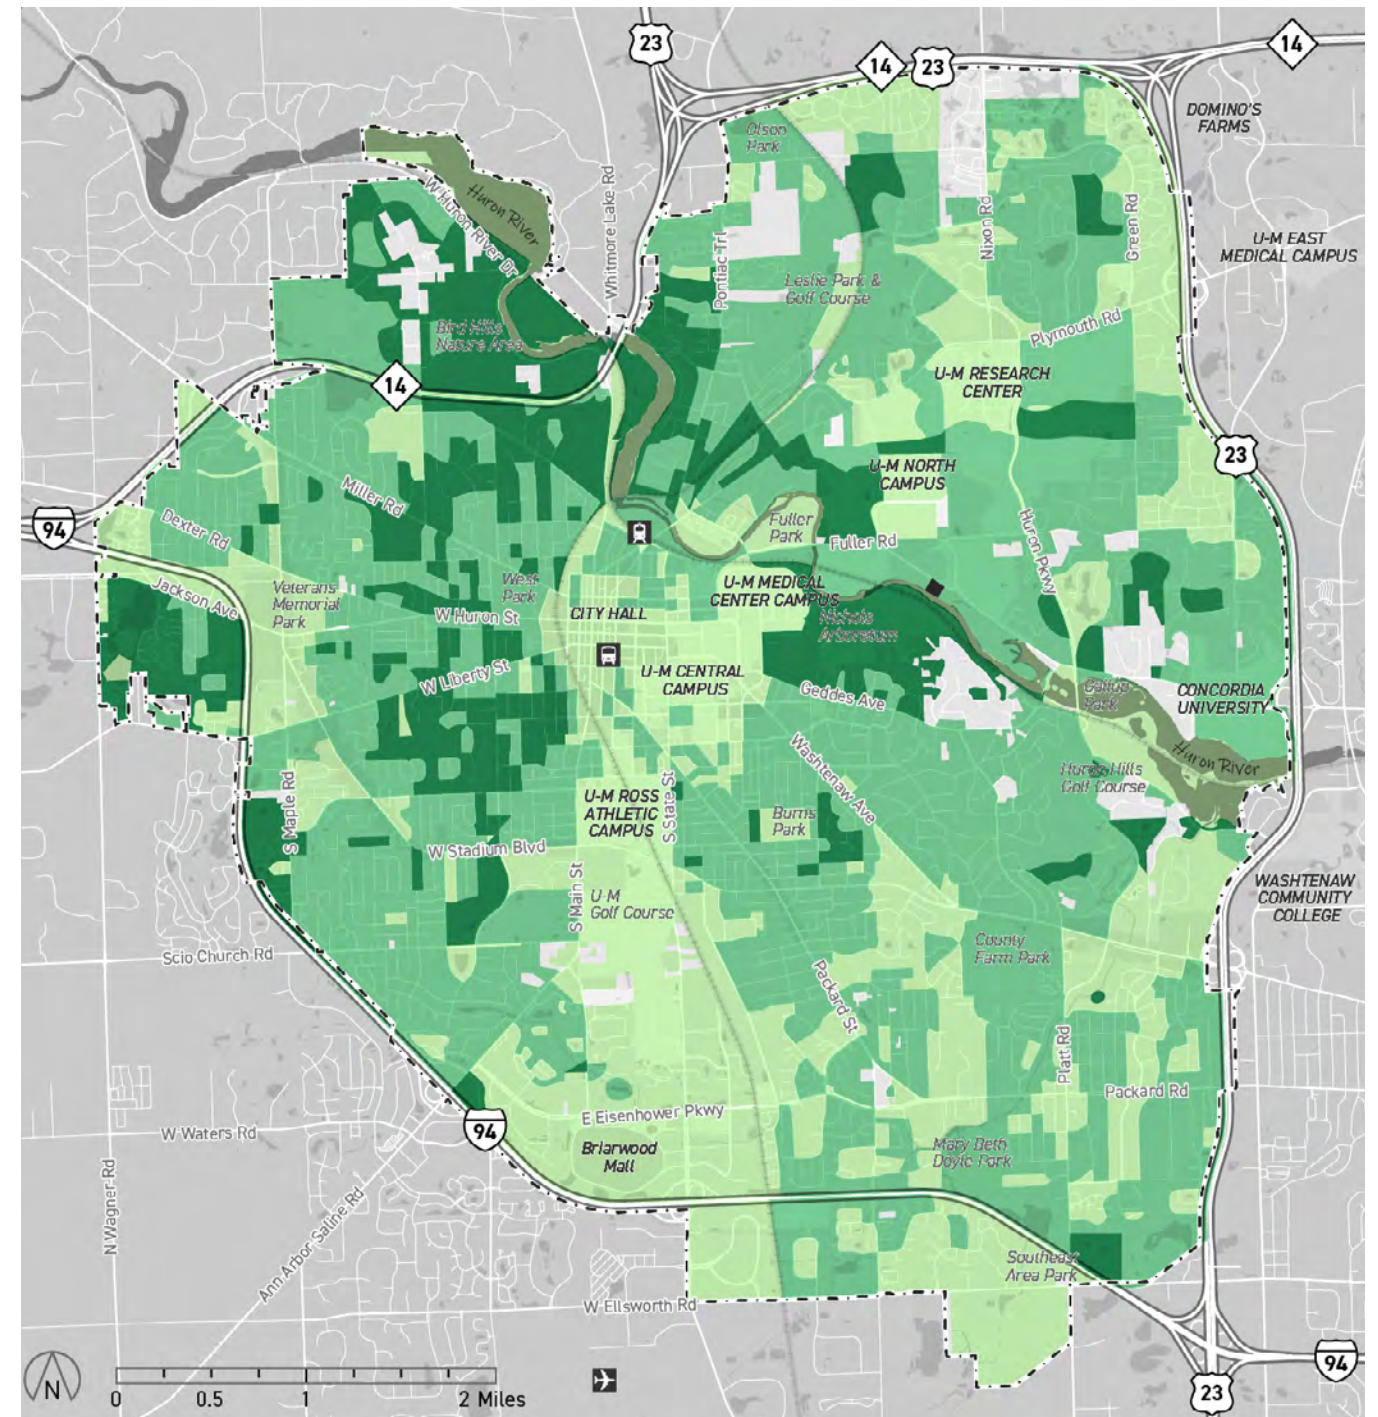 23
14
14
23
DOMINO'S
FARMS
Olson
Park
W Huron River Dr
Huron River
Whitmore Lake Rd
Pontiac Trl
Nixon Rd
Green Rd
U-M EAST
MEDICAL CAMPUS
Leslie Park &
Golf Course
Plymouth Rd
Bird Hills
Nature Area
14
U-M RESEARCH
CENTER
23
U-M NORTH
CAMPUS
Miller Rd
94
Dexter Rd
Fuller
Park
Fuller Rd
Huron Pkwy
Jackson Ave
Veterans
Memorial
Park
West
Park
W Huron St
CITY HALL
U-M MEDICAL
CENTER CAMPUS
Nichols
Arboretum
W Liberty St
U-M CENTRAL
CAMPUS
Geddes Ave
Gallup
Park
CONCORDIA
UNIVERSITY
Huron River
Washtenaw Ave
Huron Hills
Golf Course
S Maple Rd
U-M ROSS
ATHLETIC
CAMPUS
S State St
Burns
Park
W Stadium Blvd
S Main St
U-M
Golf Course
WASHTENAW
COMMUNITY
COLLEGE
Scio Church Rd
County
Farm Park
Packard St
Platt Rd
Packard Rd
E Eisenhower Pkwy
94
W Waters Rd
Briarwood
Mall
Mary Beth
Doyle Park
N Wagner Rd
Ann Arbor Saline Rd
Southeast
Area Park
W Ellsworth Rd
94
23
N
0 0.5 1 2 Miles